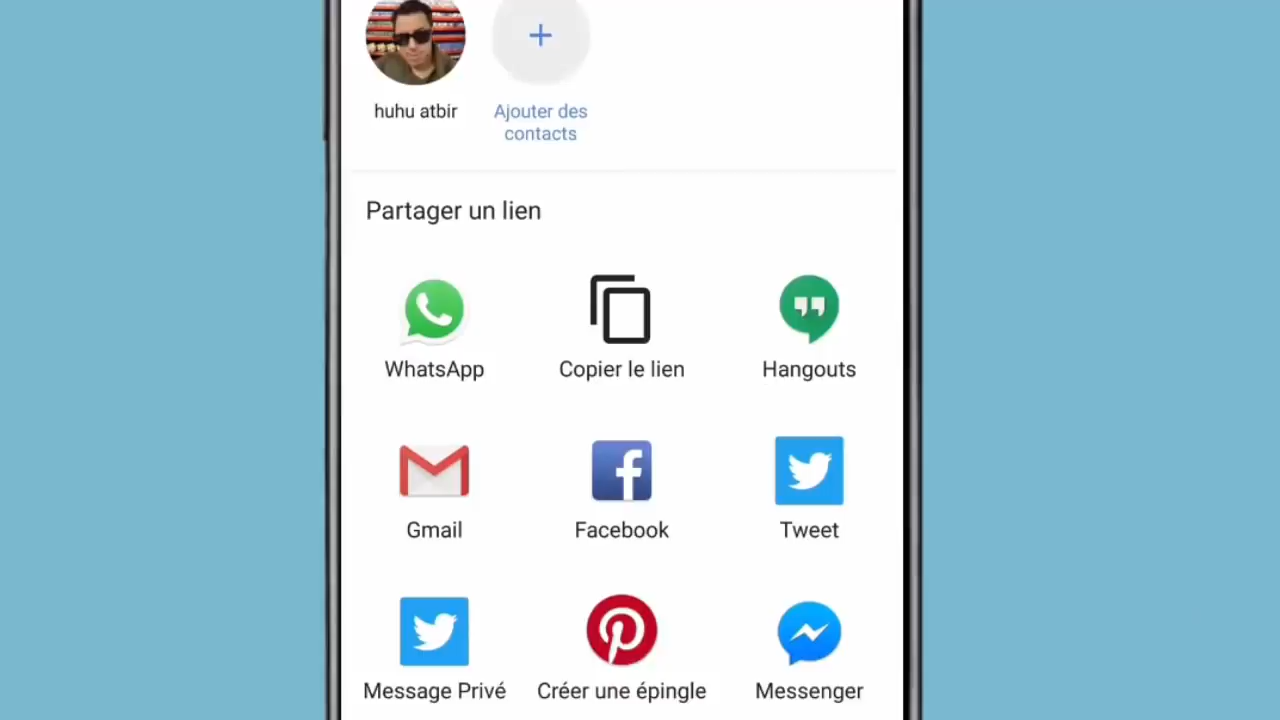 huhu atbir
Ajouter des
contacts
Partager un lien
WhatsApp
Copier le lien
Hangouts
Gmail
Facebook
Tweet
Message Privé
Créer une épingle
Messenger